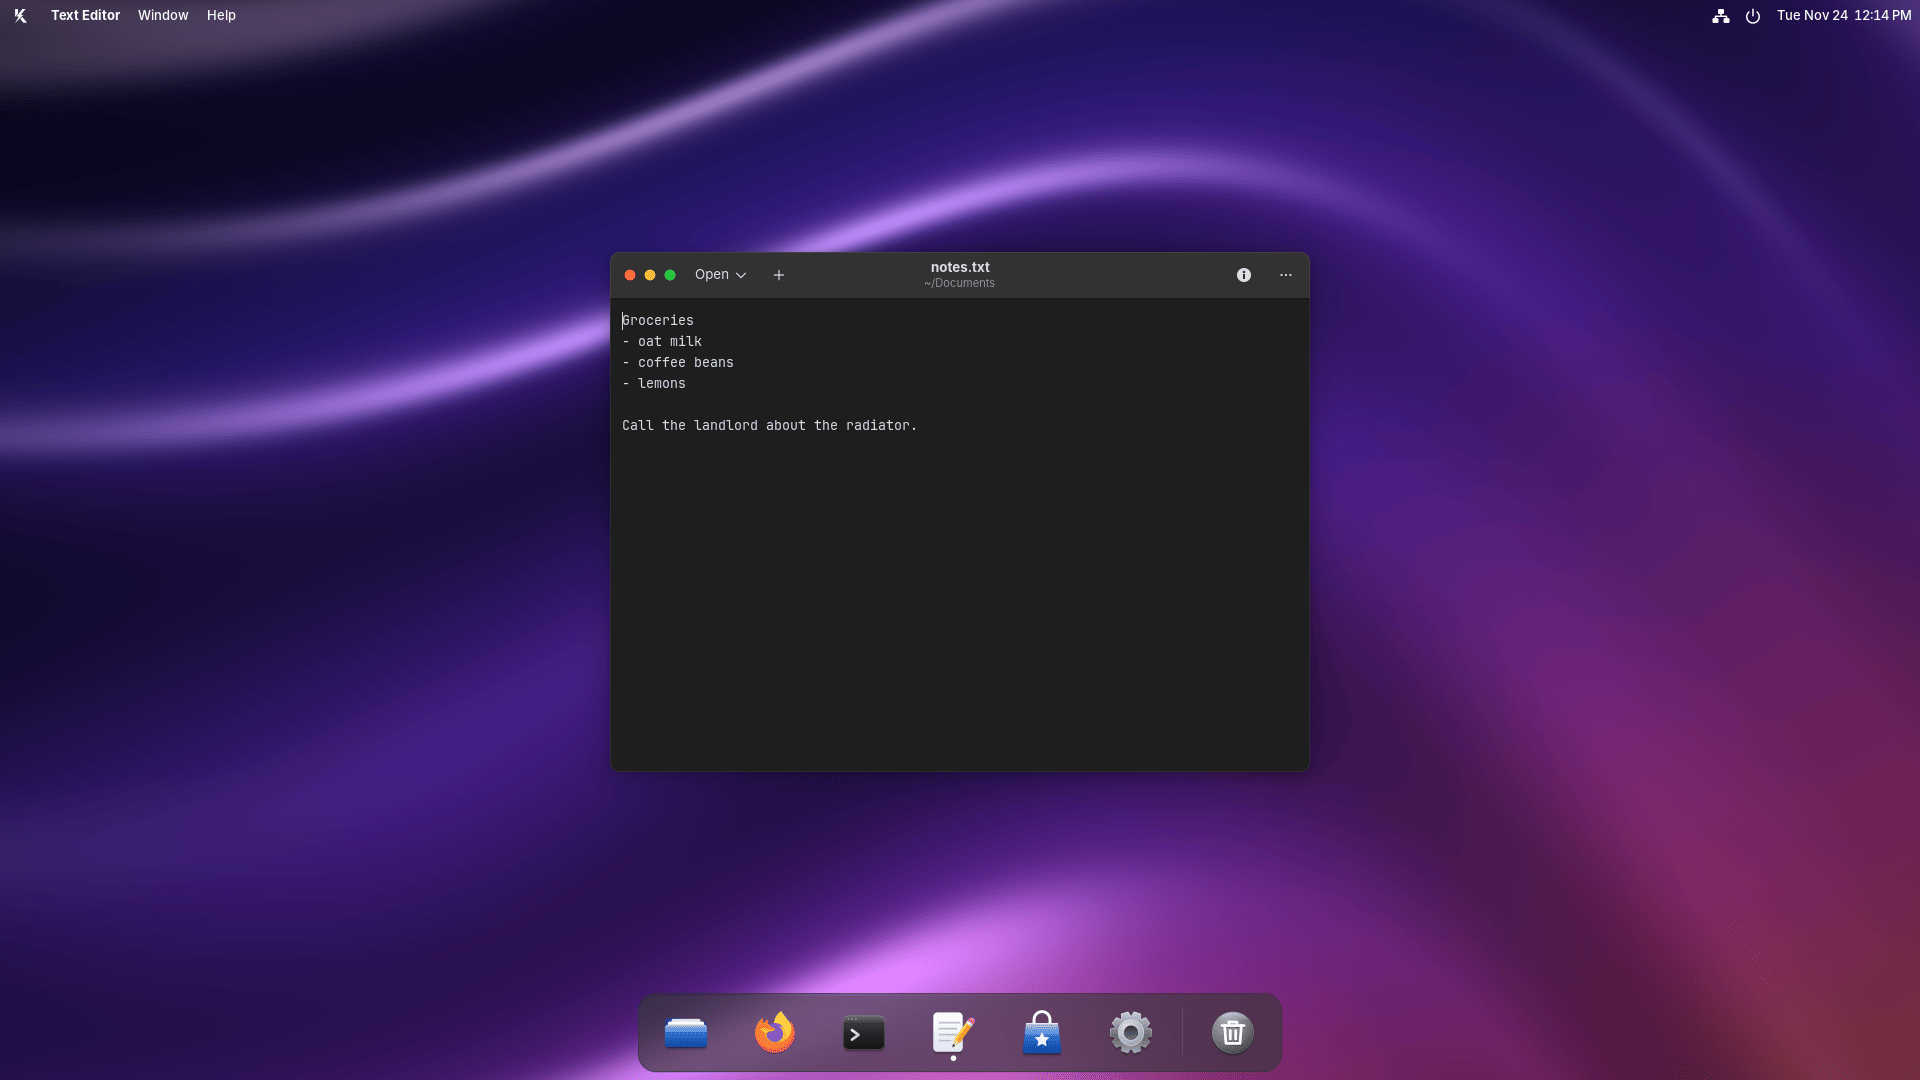 Text Editor Window Help
Tue Nov 24 12:14 PM
Open
notes.txt
~/Documents
Groceries
- oat milk
- coffee beans
- lemons
Call the landlord about the radiator.